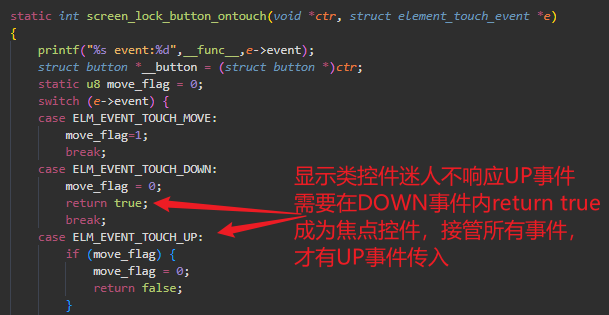 static int screen_lock_button_ontouch(void *ctr, struct element_touch_event *e)
{
    printf("%s event:%d",__func__,e->event);
    struct button *__button = (struct button *)ctr;
    static u8 move_flag = 0;
    switch (e->event) {
    case ELM_EVENT_TOUCH_MOVE:
        move_flag=1;
        break;
    case ELM_EVENT_TOUCH_DOWN:
        move_flag = 0;
        return true;
        break;
    case ELM_EVENT_TOUCH_UP:
        if (move_flag) {
            move_flag = 0;
            return false;
        }
显示类控件迷人不响应UP事件
需要在DOWN事件内return true
成为焦点控件，接管所有事件，
才有UP事件传入